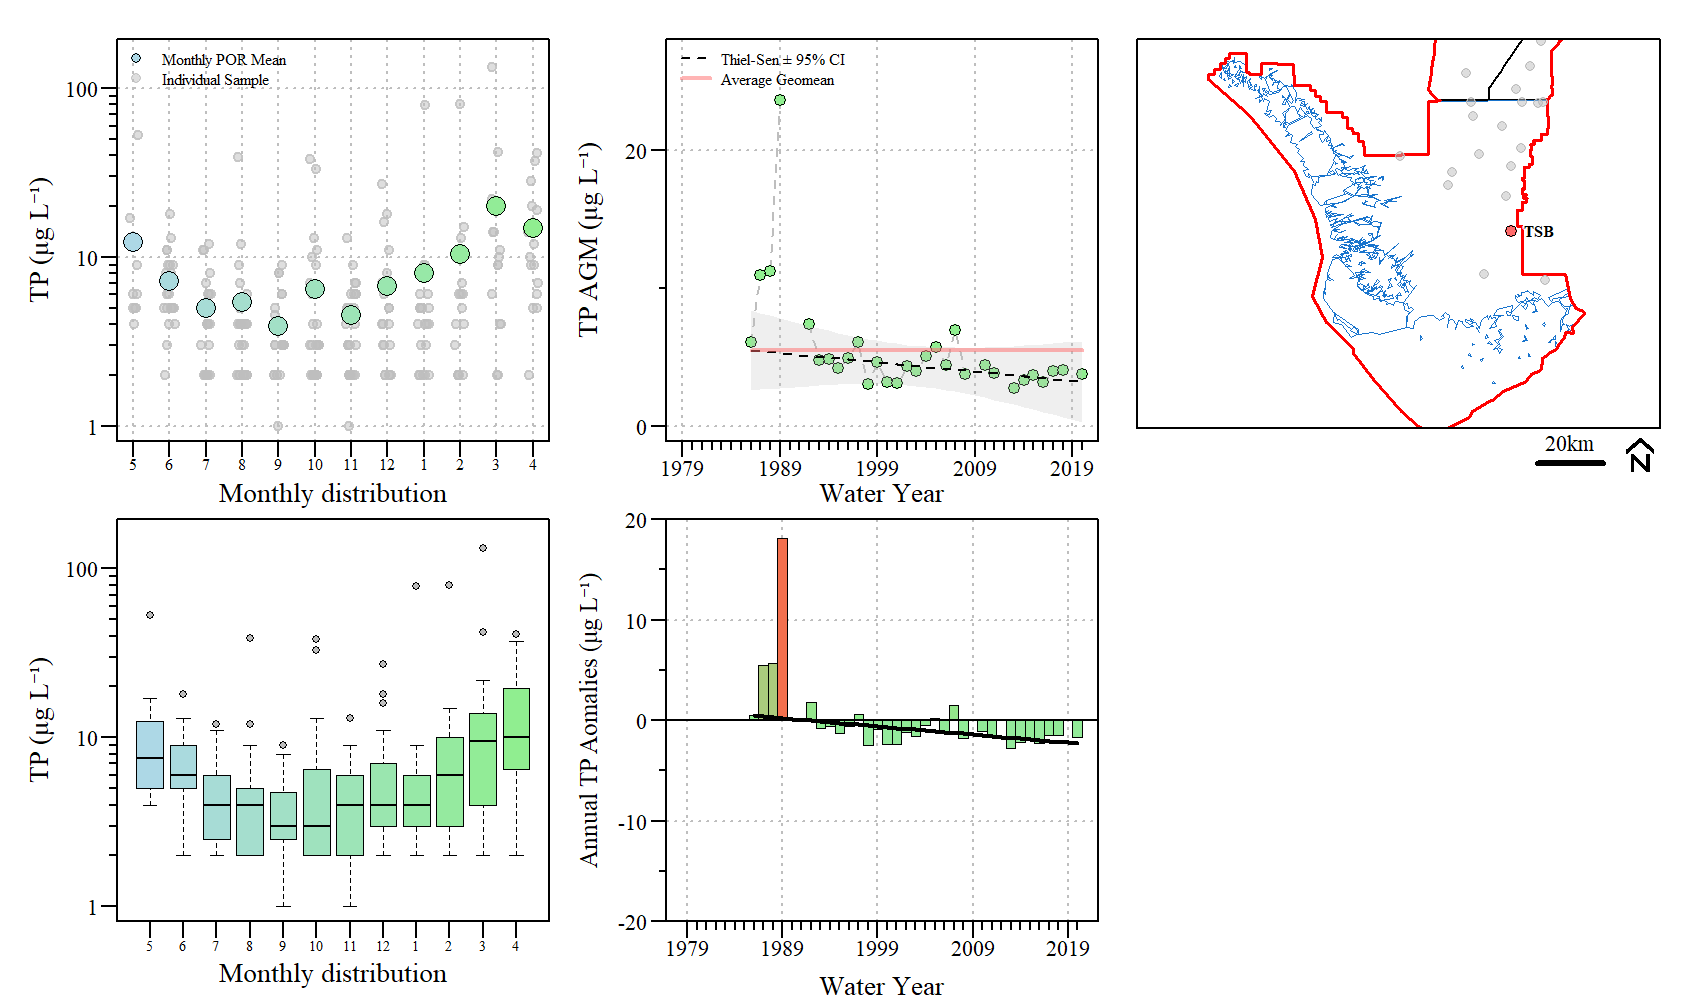 Monthly POR Mean
Individual Sample
100
10
1
TP (µg L⁻¹)
5 6 7 8 9 10 11 12 1 2 3 4
Monthly distribution
Thiel-Sen ± 95% CI
Average Geomean
20
0
TP AGM (µg L⁻¹)
1979 1989 1999 2009 2019
Water Year
TSB
20km
N
100
10
1
TP (µg L⁻¹)
5 6 7 8 9 10 11 12 1 2 3 4
Monthly distribution
20
10
0
-10
-20
Annual TP Aomalies (µg L⁻¹)
1979 1989 1999 2009 2019
Water Year